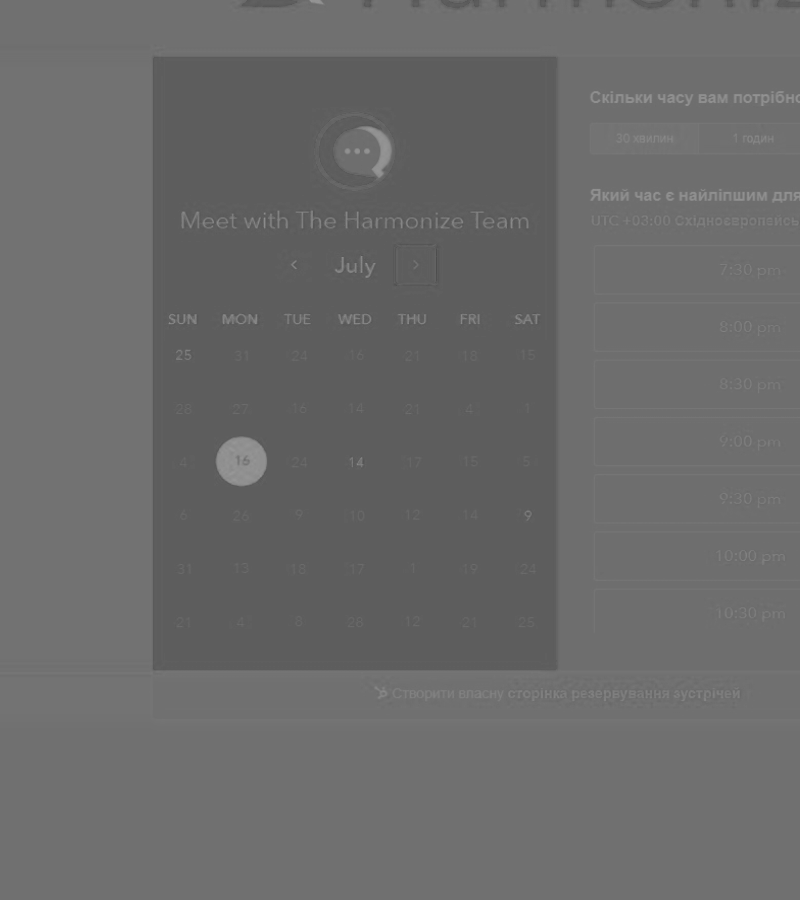 Meet with The Harmonize Team
July
SUN MON TUE WED THU FRI SAT
25 31 24 16 21 18 15
28 27 16 14 21 4 1
4 16 24 14 17 15 5
6 26 9 10 12 14 9
31 13 18 17 1 19 24
21 4 8 28 12 21 25
Скільки часу вам потрібно
30 хвилин 1 годин
Який час є найліпшим для
UTC +03:00
7:30 pm
8:00 pm
8:30 pm
9:00 pm
9:30 pm
10:00 pm
10:30 pm
Створити власну сторінка резервування зустрічей